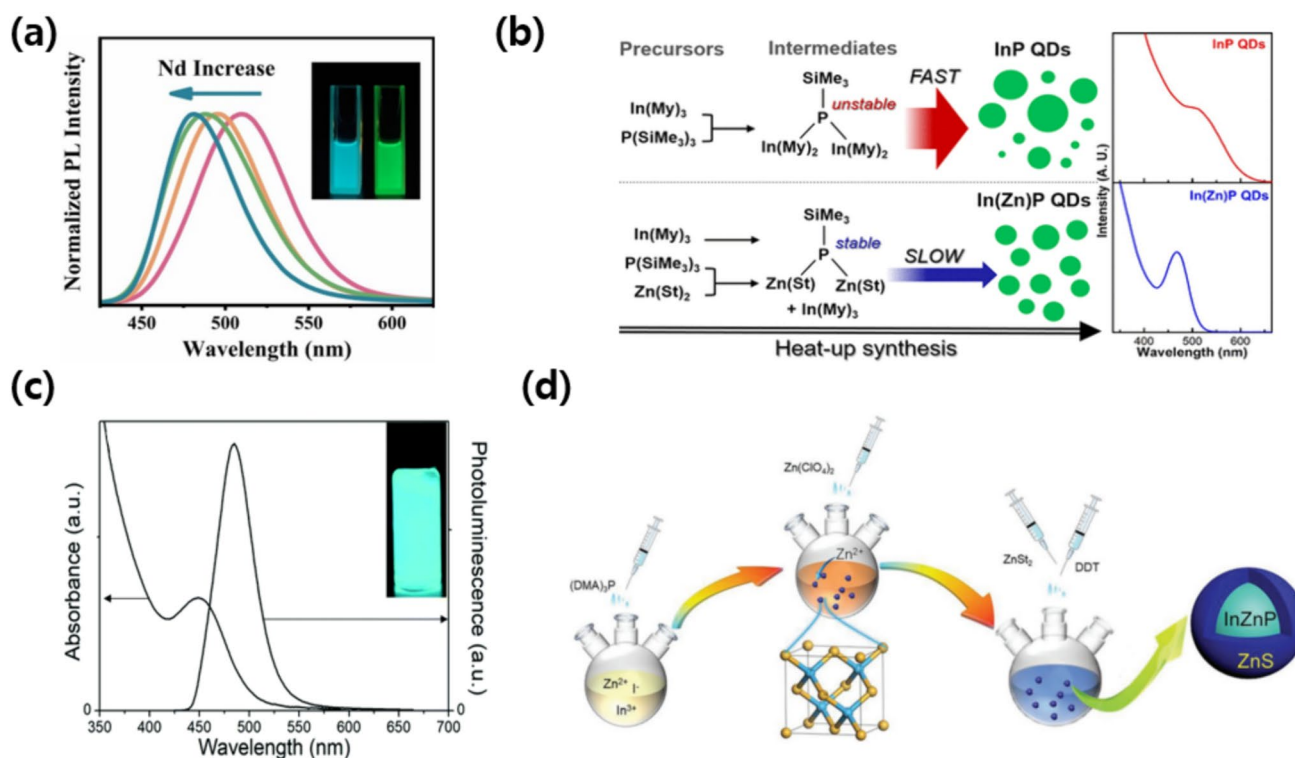 (a)
Nd Increase
Normalized PL Intensity
450 500 550 600
Wavelength (nm)
(b)
Precursors Intermediates InP QDs
In(My)₃
P(SiMe₃)₃
SiMe₃
P
unstable
In(My)₂ In(My)₂
FAST
InP QDs
In(My)₃
P(SiMe₃)₃
Zn(St)₂
SiMe₃
P
stable
Zn(St) Zn(St)
+ In(My)₃
SLOW
In(Zn)P QDs
In(Zn)P QDs
Heat-up synthesis
Intensity (A. U.)
400 500 600
Wavelength (nm)
(c)
Absorbance (a.u.)
Photoluminescence (a.u.)
0 0
350 400 450 500 550 600 650 700
Wavelength (nm)
(d)
(DMA)₃P
Zn²⁺ I⁻
In³⁺
Zn(ClO₄)₂
Zn²⁺
ZnSt₂ DDT
InZnP
ZnS